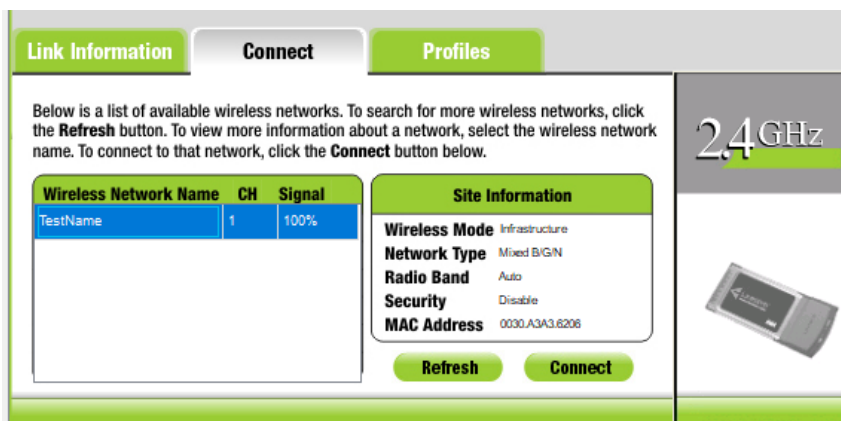 Link Information
Connect
Profiles
Below is a list of available wireless networks. To search for more wireless networks, click
the Refresh button. To view more information about a network, select the wireless network
name. To connect to that network, click the Connect button below.
2.4 GHz
Wireless Network Name CH Signal
TestName 1 100%
Site Information
Wireless Mode Infrastructure
Network Type Mixed B/G/N
Radio Band Auto
Security Disable
MAC Address 0030.A3A3.6206
Refresh
Connect